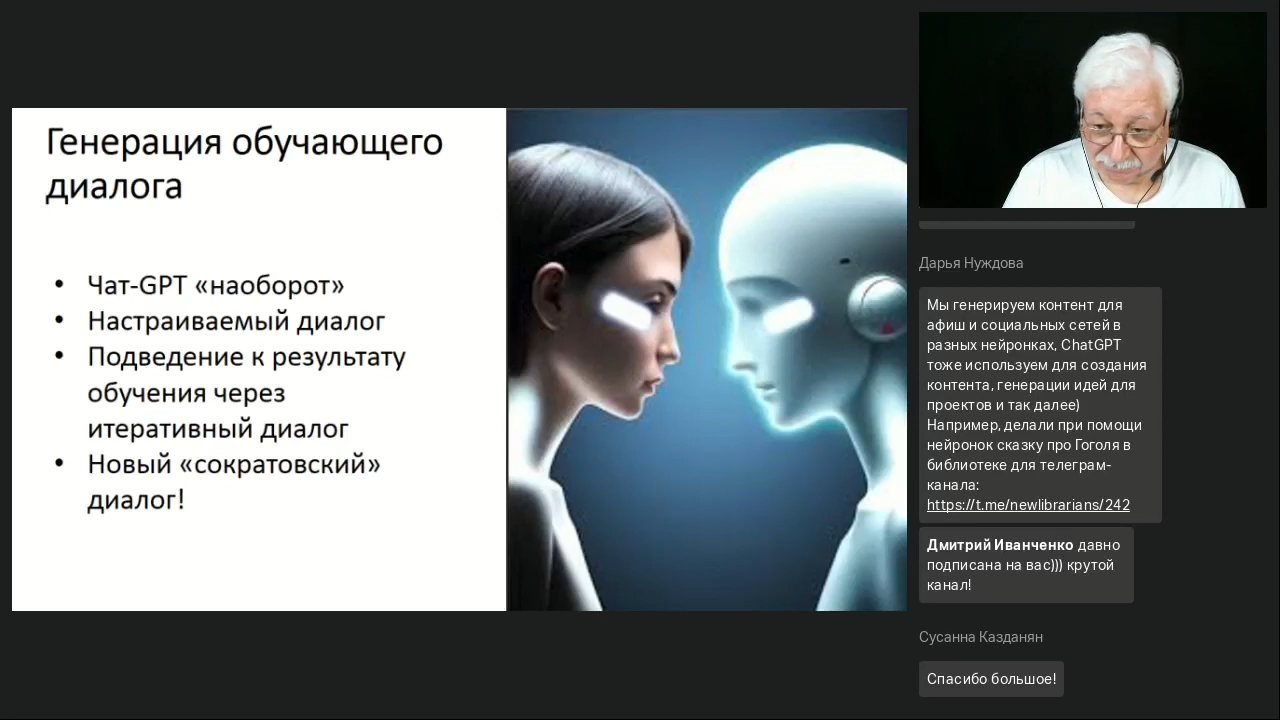 Генерация обучающего
диалога
• Чат-GPT «наоборот»
• Настраиваемый диалог
• Подведение к результату
обучения через
итеративный диалог
• Новый «сократовский»
диалог!
Дарья Нуждова
Мы генерируем контент для
афиш и социальных сетей в
разных нейронках, ChatGPT
тоже используем для создания
контента, генерации идей для
проектов и так далее)
Например, делали при помощи
нейронок сказку про Гоголя в
библиотеке для телеграм-
канала:
https://t.me/newlibrarians/242
Дмитрий Иванченко давно
подписана на вас))) крутой
канал!
Сусанна Казданян
Спасибо большое!